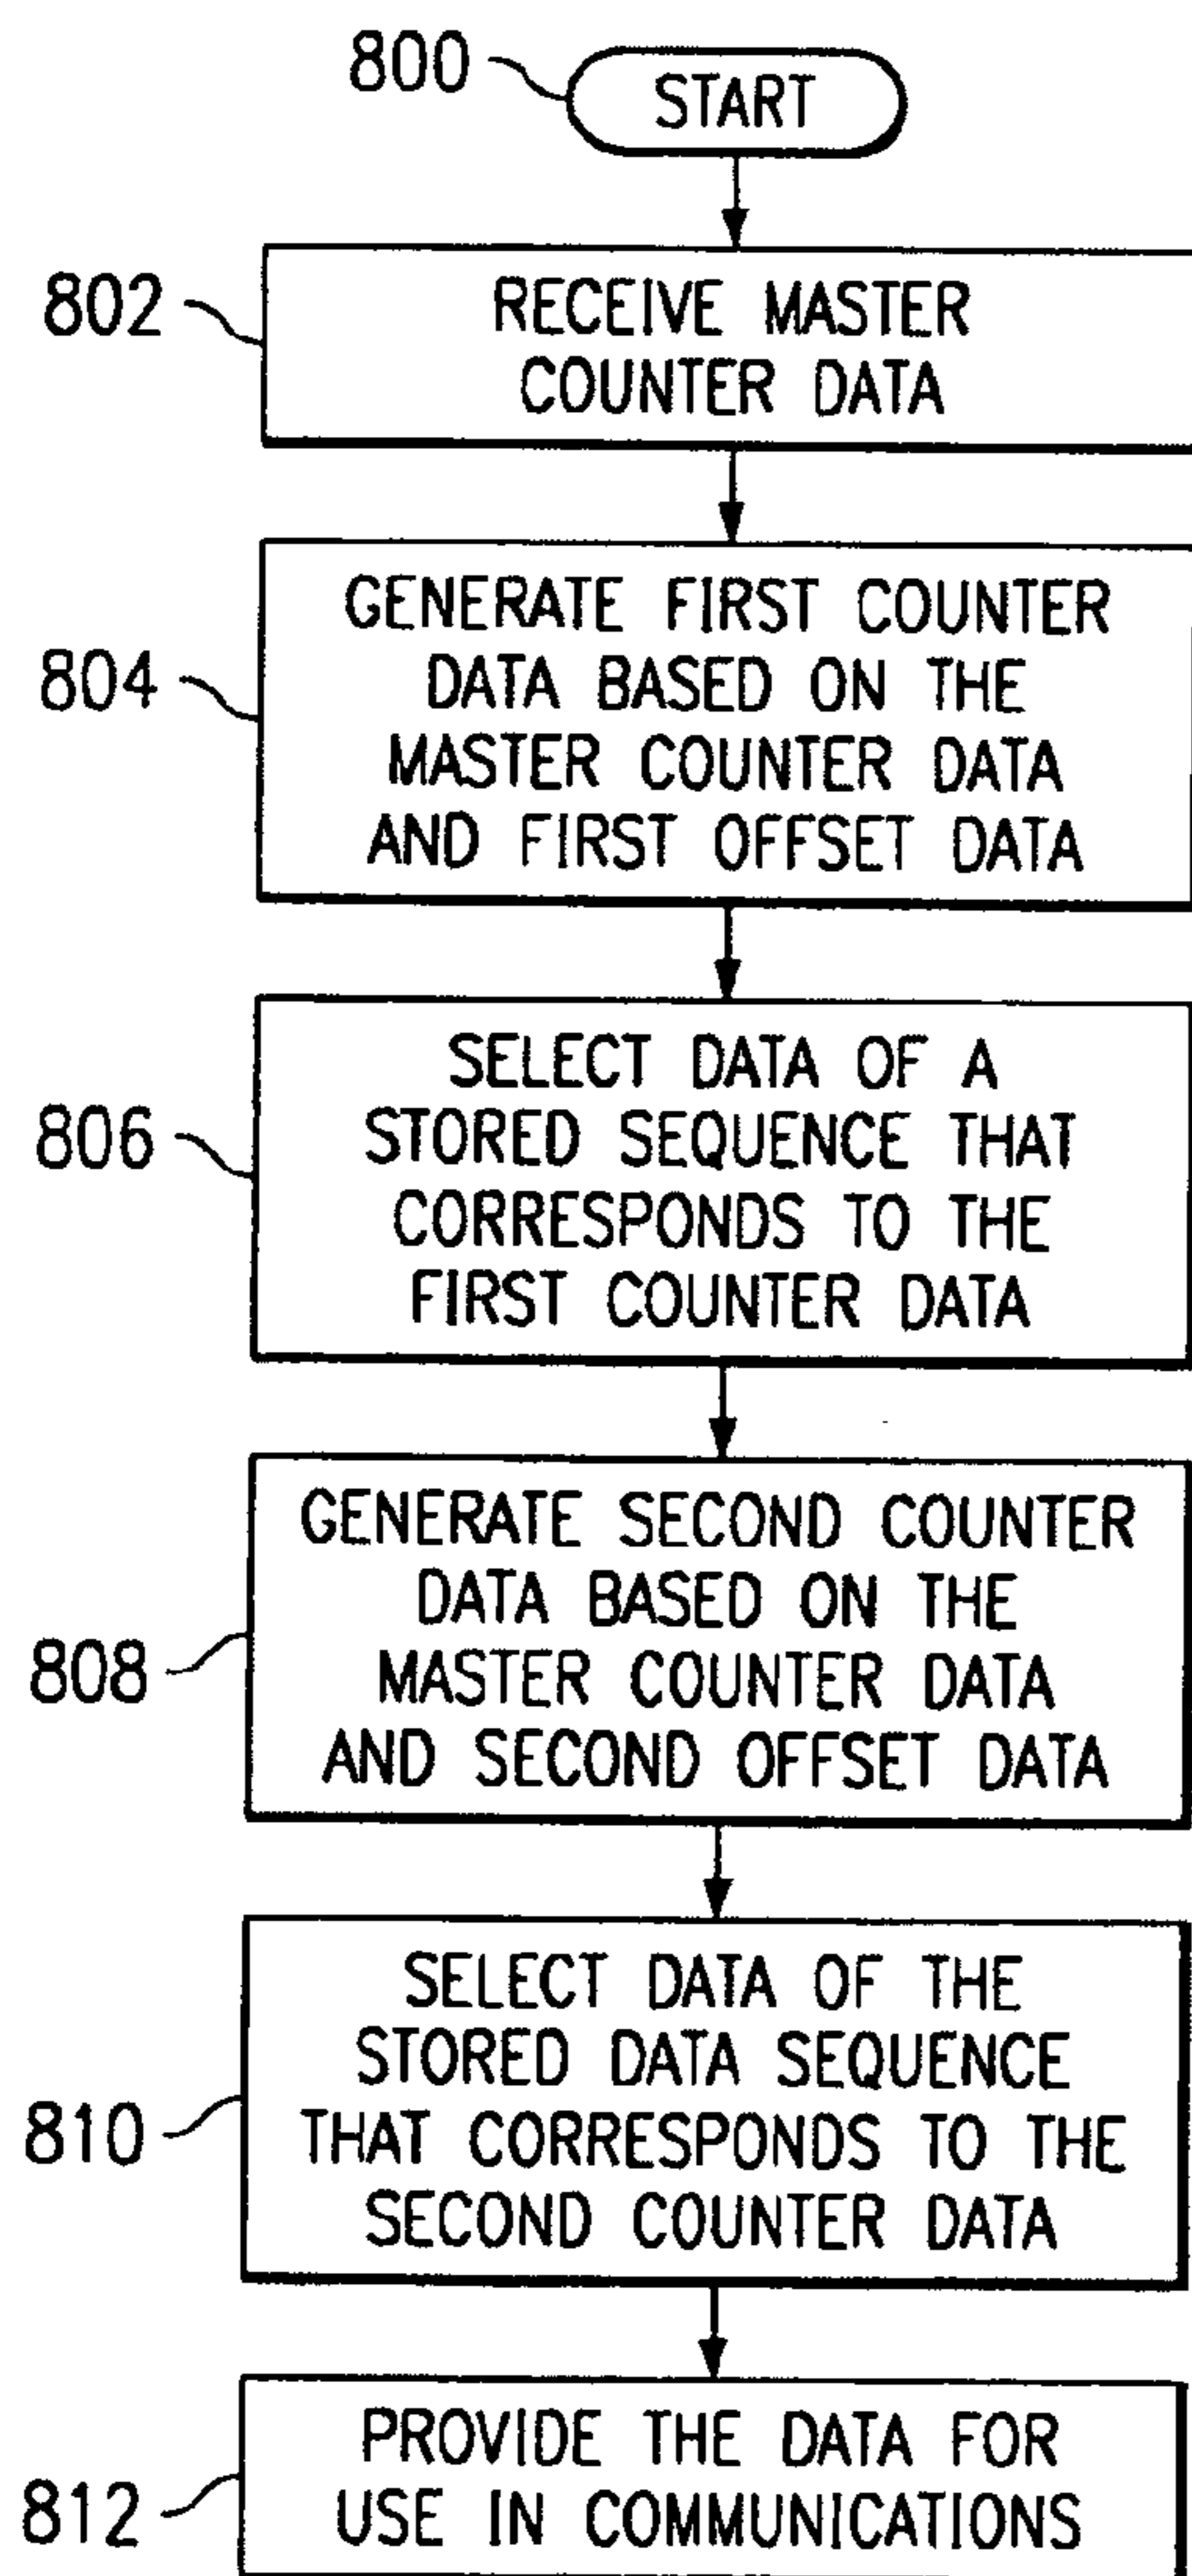 800
START
802
RECEIVE MASTER
COUNTER DATA
804
GENERATE FIRST COUNTER
DATA BASED ON THE
MASTER COUNTER DATA
AND FIRST OFFSET DATA
806
SELECT DATA OF A
STORED SEQUENCE THAT
CORRESPONDS TO THE
FIRST COUNTER DATA
808
GENERATE SECOND COUNTER
DATA BASED ON THE
MASTER COUNTER DATA
AND SECOND OFFSET DATA
810
SELECT DATA OF THE
STORED DATA SEQUENCE
THAT CORRESPONDS TO THE
SECOND COUNTER DATA
812
PROVIDE THE DATA FOR
USE IN COMMUNICATIONS